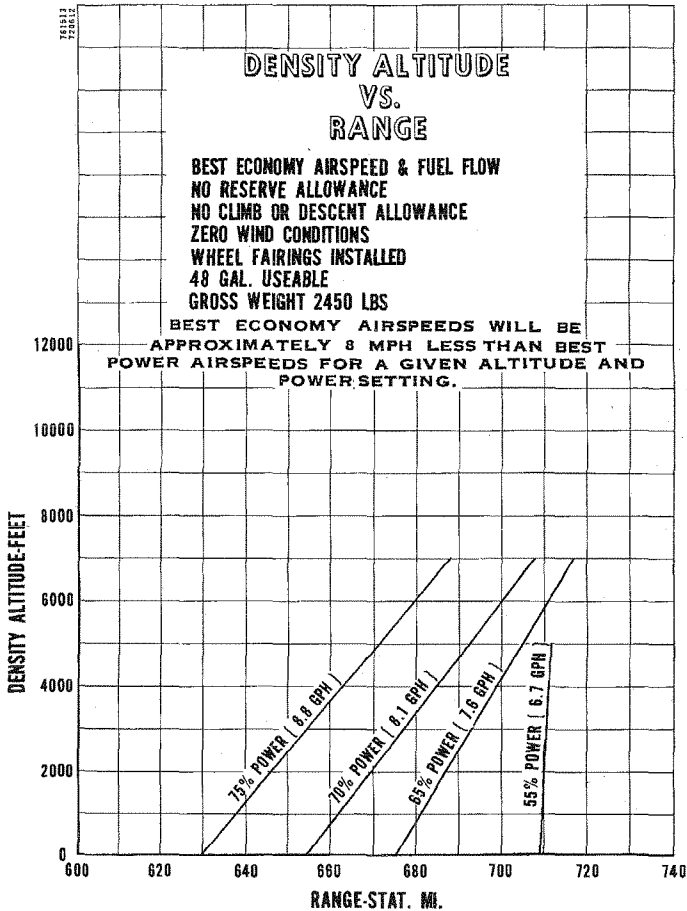 761513
720612
DENSITY ALTITUDE
VS.
RANGE
BEST ECONOMY AIRSPEED & FUEL FLOW
NO RESERVE ALLOWANCE
NO CLIMB OR DESCENT ALLOWANCE
ZERO WIND CONDITIONS
WHEEL FAIRINGS INSTALLED
48 GAL. USEABLE
GROSS WEIGHT 2450 LBS
BEST ECONOMY AIRSPEEDS WILL BE
APPROXIMATELY 8 MPH LESS THAN BEST
POWER AIRSPEEDS FOR A GIVEN ALTITUDE AND
POWER SETTING.
12000
10000
8000
6000
4000
2000
0
DENSITY ALTITUDE-FEET
75% POWER ( 8.8 GPH )
70% POWER ( 8.1 GPH )
65% POWER ( 7.6 GPH )
55% POWER ( 6.7 GPH
600 620 640 660 680 700 720 740
RANGE-STAT. MI.